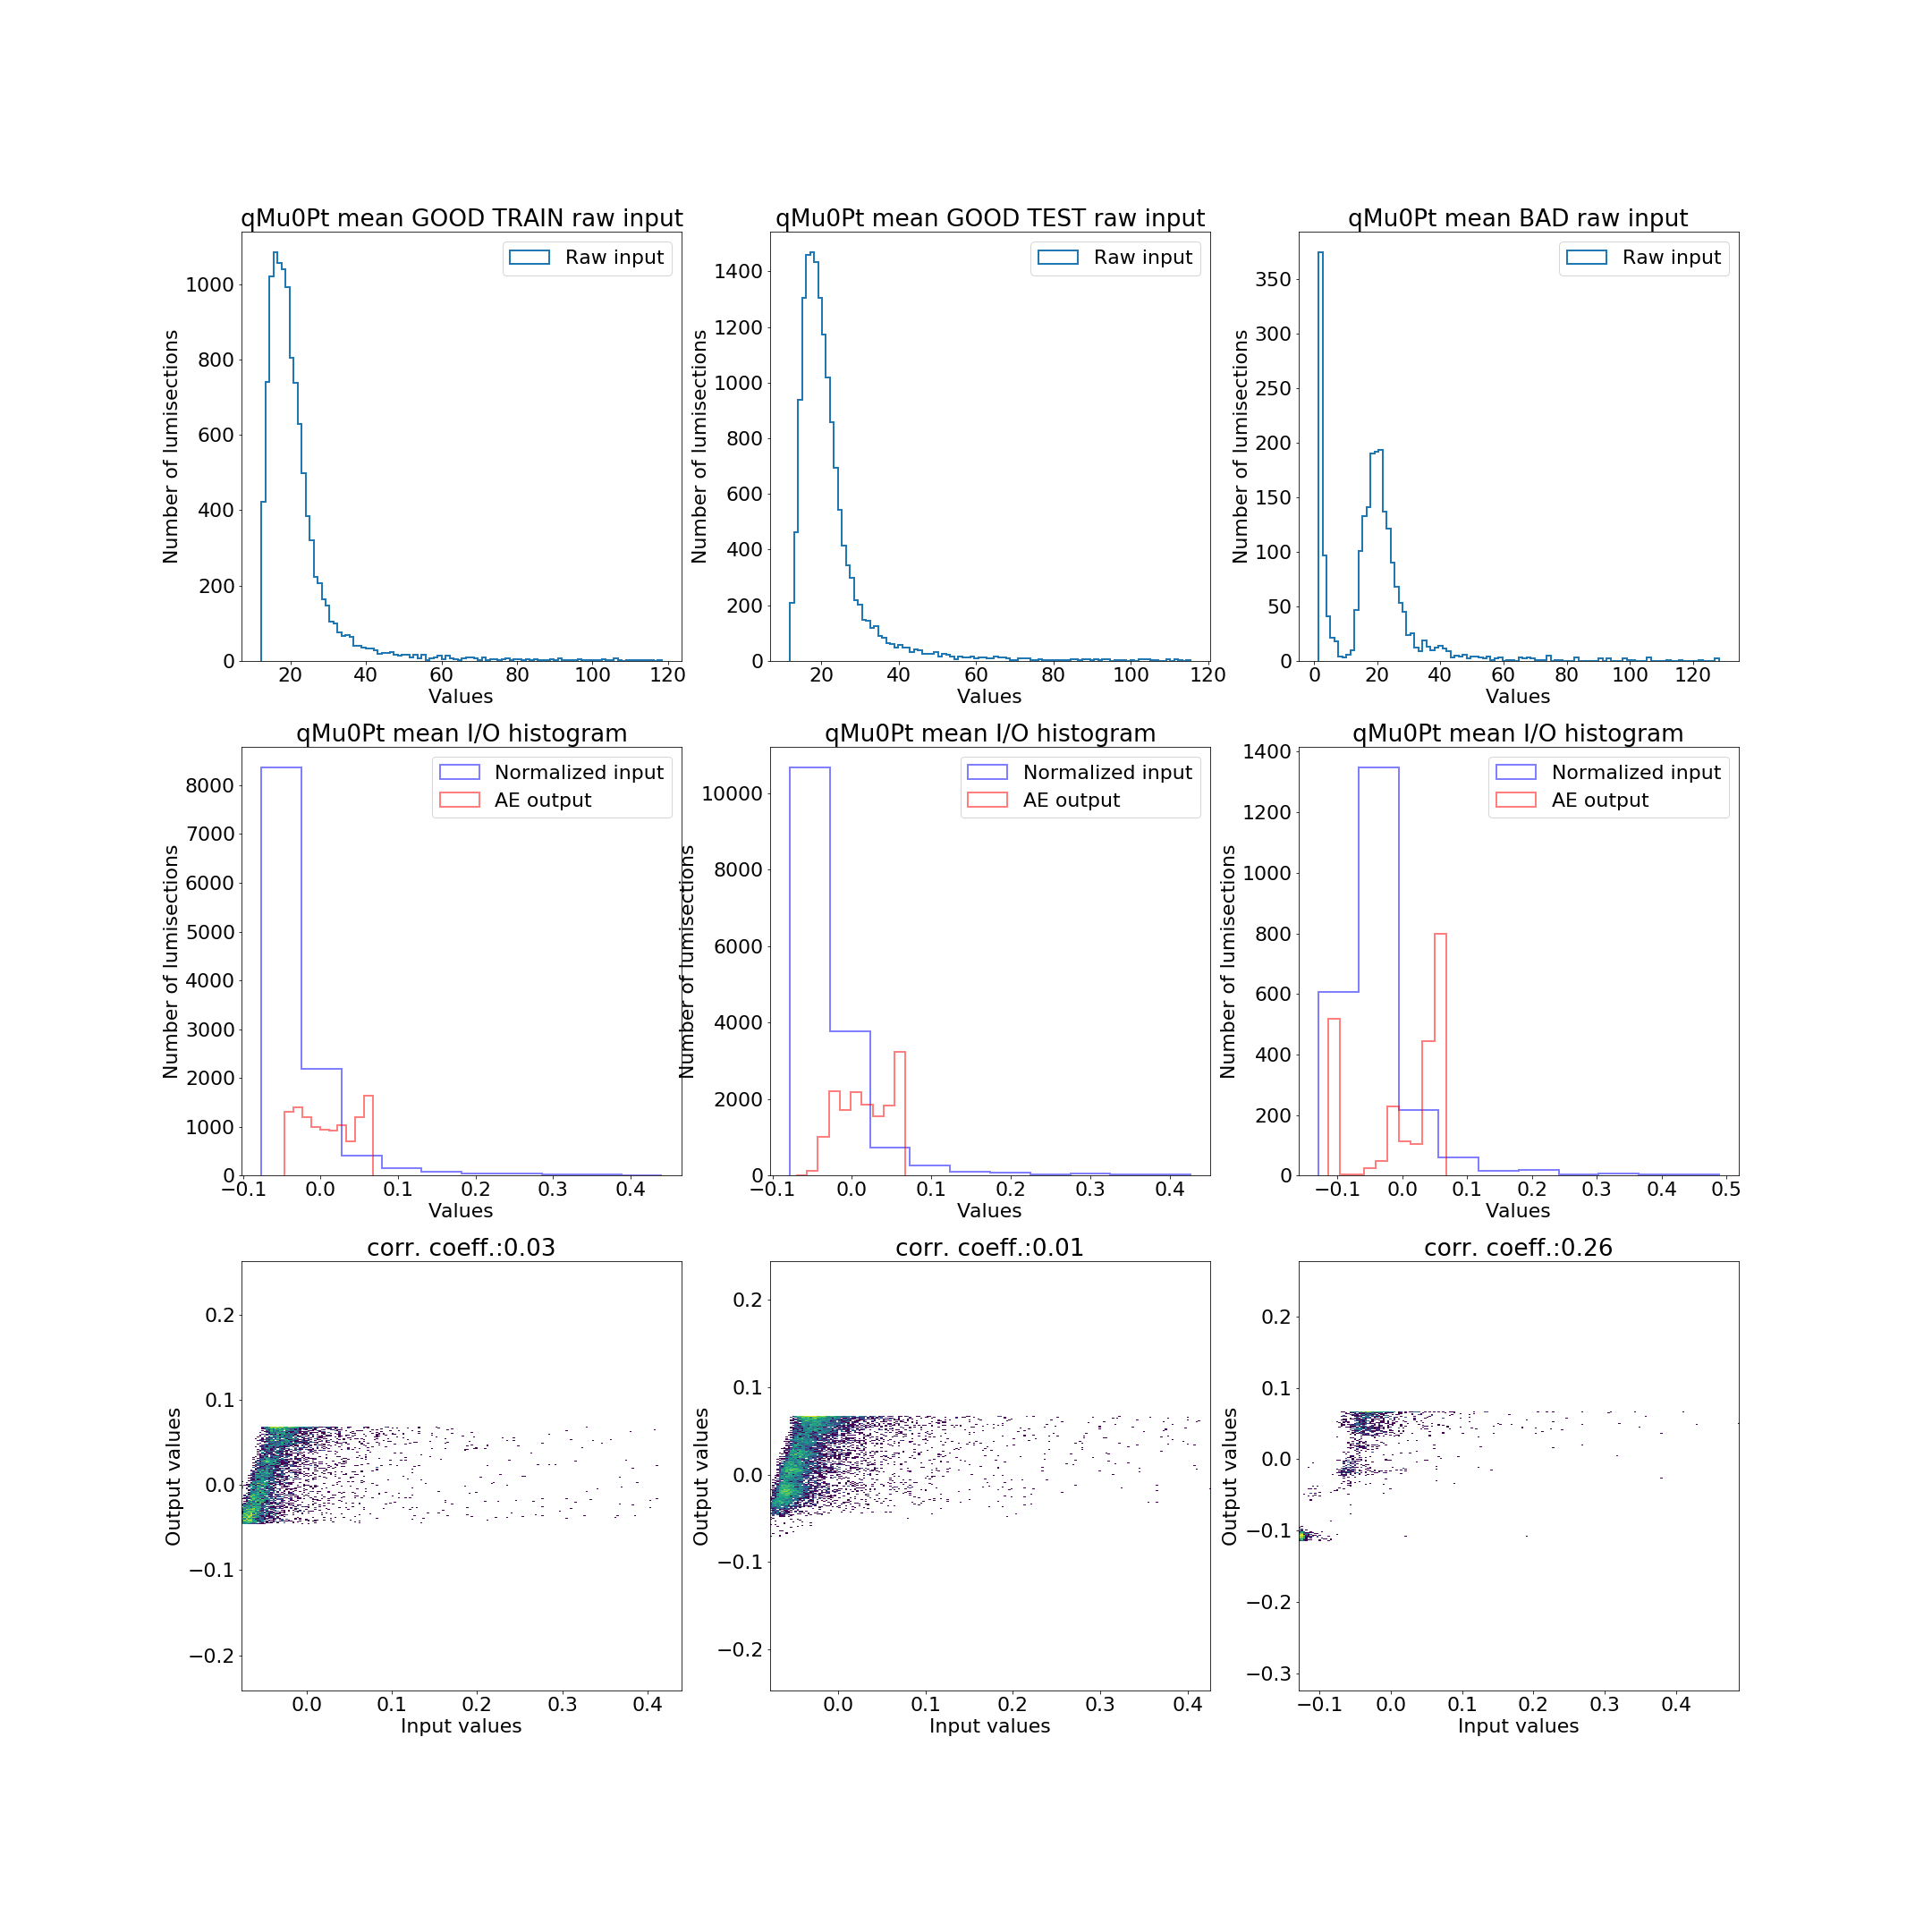 qMu0Pt mean GOOD TRAIN raw input
Raw input
Number of lumisections
1000
800
600
400
200
0
20 40 60 80 100 120
Values
qMu0Pt mean GOOD TEST raw input
Raw input
Number of lumisections
1400
1200
1000
800
600
400
200
0
20 40 60 80 100 120
Values
qMu0Pt mean BAD raw input
Raw input
Number of lumisections
350
300
250
200
150
100
50
0
0 20 40 60 80 100 120
Values
qMu0Pt mean I/O histogram
Normalized input
AE output
Number of lumisections
8000
7000
6000
5000
4000
3000
2000
1000
0
−0.1 0.0 0.1 0.2 0.3 0.4
Values
qMu0Pt mean I/O histogram
Normalized input
AE output
Number of lumisections
10000
8000
6000
4000
2000
0
−0.1 0.0 0.1 0.2 0.3 0.4
Values
qMu0Pt mean I/O histogram
Normalized input
AE output
Number of lumisections
1400
1200
1000
800
600
400
200
0
−0.1 0.0 0.1 0.2 0.3 0.4 0.5
Values
corr. coeff.:0.03
Output values
0.2
0.1
0.0
−0.1
−0.2
0.0 0.1 0.2 0.3 0.4
Input values
corr. coeff.:0.01
Output values
0.2
0.1
0.0
−0.1
−0.2
0.0 0.1 0.2 0.3 0.4
Input values
corr. coeff.:0.26
Output values
0.2
0.1
0.0
−0.1
−0.2
−0.3
−0.1 0.0 0.1 0.2 0.3 0.4
Input values